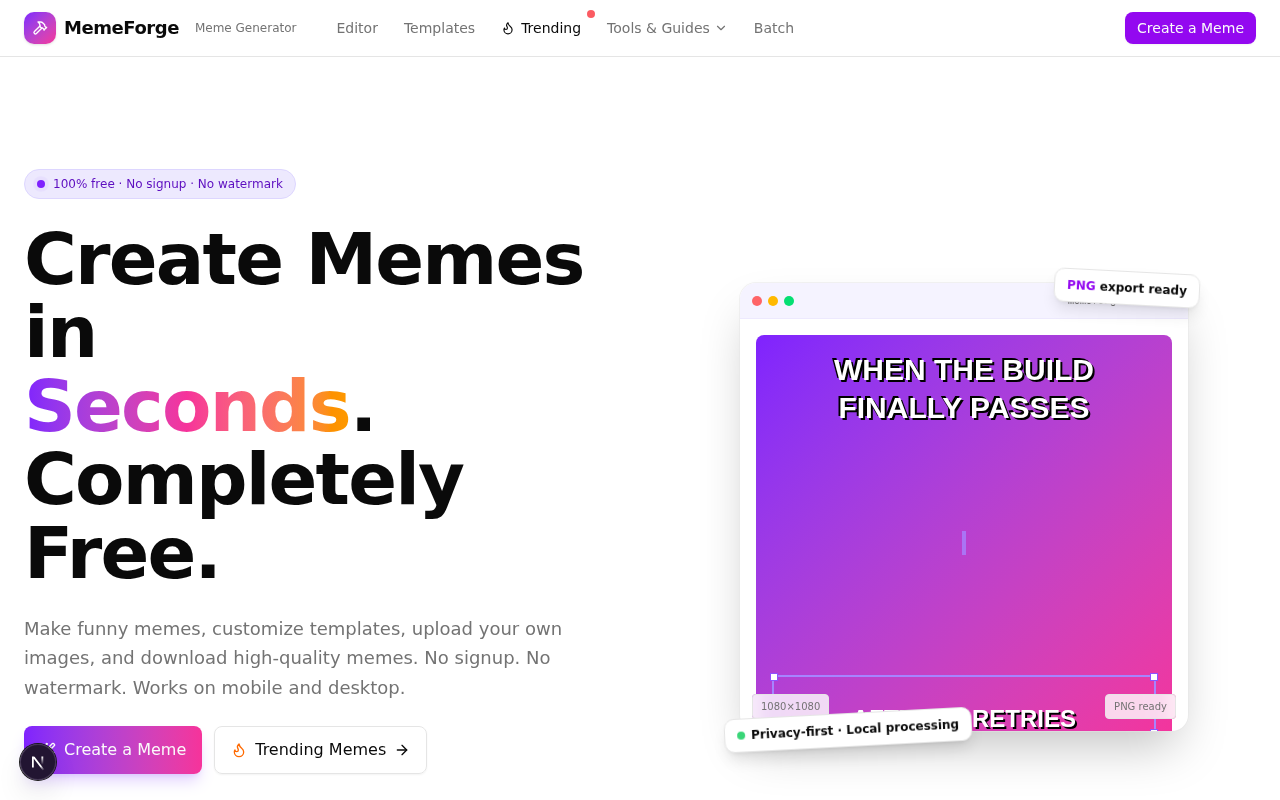 MemeForge Meme Generator Editor Templates Trending Tools & Guides Batch Create a Meme
100% free · No signup · No watermark
Create Memes
in
Seconds.
Completely
Free.
Make funny memes, customize templates, upload your own
images, and download high-quality memes. No signup. No
watermark. Works on mobile and desktop.
Create a Meme
Trending Memes →
PNG export ready
WHEN THE BUILD
FINALLY PASSES
RETRIES
1080×1080
PNG ready
Privacy-first · Local processing
N